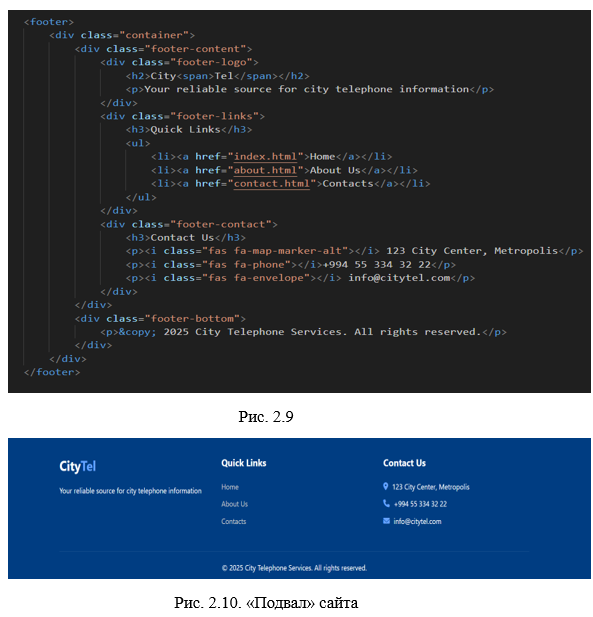 <footer>
<div class="container">
<div class="footer-content">
<div class="footer-logo">
<h2>City<span>Tel</span></h2>
<p>Your reliable source for city telephone information</p>
</div>
<div class="footer-links">
<h3>Quick Links</h3>
<ul>
<li><a href="index.html">Home</a></li>
<li><a href="about.html">About Us</a></li>
<li><a href="contact.html">Contacts</a></li>
</ul>
</div>
<div class="footer-contact">
<h3>Contact Us</h3>
<p><i class="fas fa-map-marker-alt"></i> 123 City Center, Metropolis</p>
<p><i class="fas fa-phone"></i>+994 55 334 32 22</p>
<p><i class="fas fa-envelope"></i> info@citytel.com</p>
</div>
</div>
<div class="footer-bottom">
<p>&copy; 2025 City Telephone Services. All rights reserved.</p>
</div>
</div>
</footer>
Рис. 2.9
CityTel
Your reliable source for city telephone information
Quick Links
Home
About Us
Contacts
Contact Us
123 City Center, Metropolis
+994 55 334 32 22
info@citytel.com
© 2025 City Telephone Services. All rights reserved.
Рис. 2.10. «Подвал» сайта